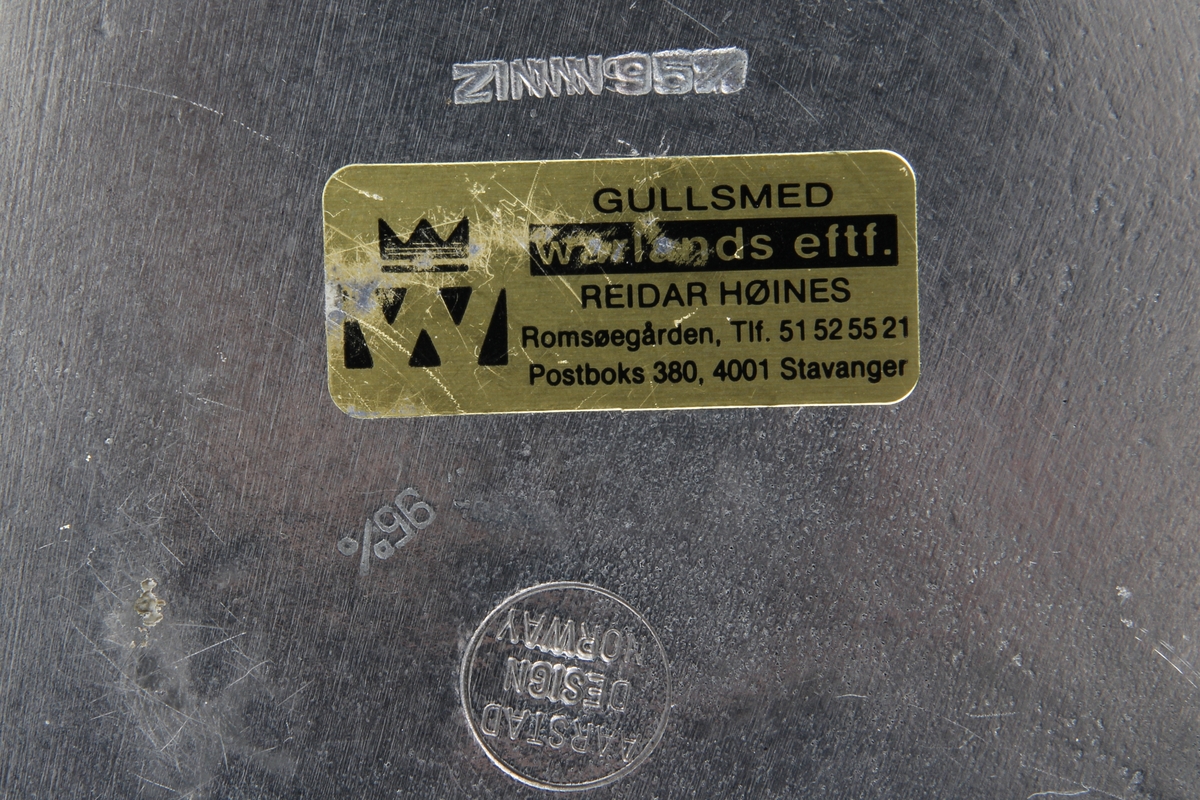 ZINN 95%
GULLSMED
warlands eftf.
REIDAR HØINES
Romsøegården, Tlf. 51 52 55 21
Postboks 380, 4001 Stavanger
95%
AARSTAD
DESIGN
NORWAY